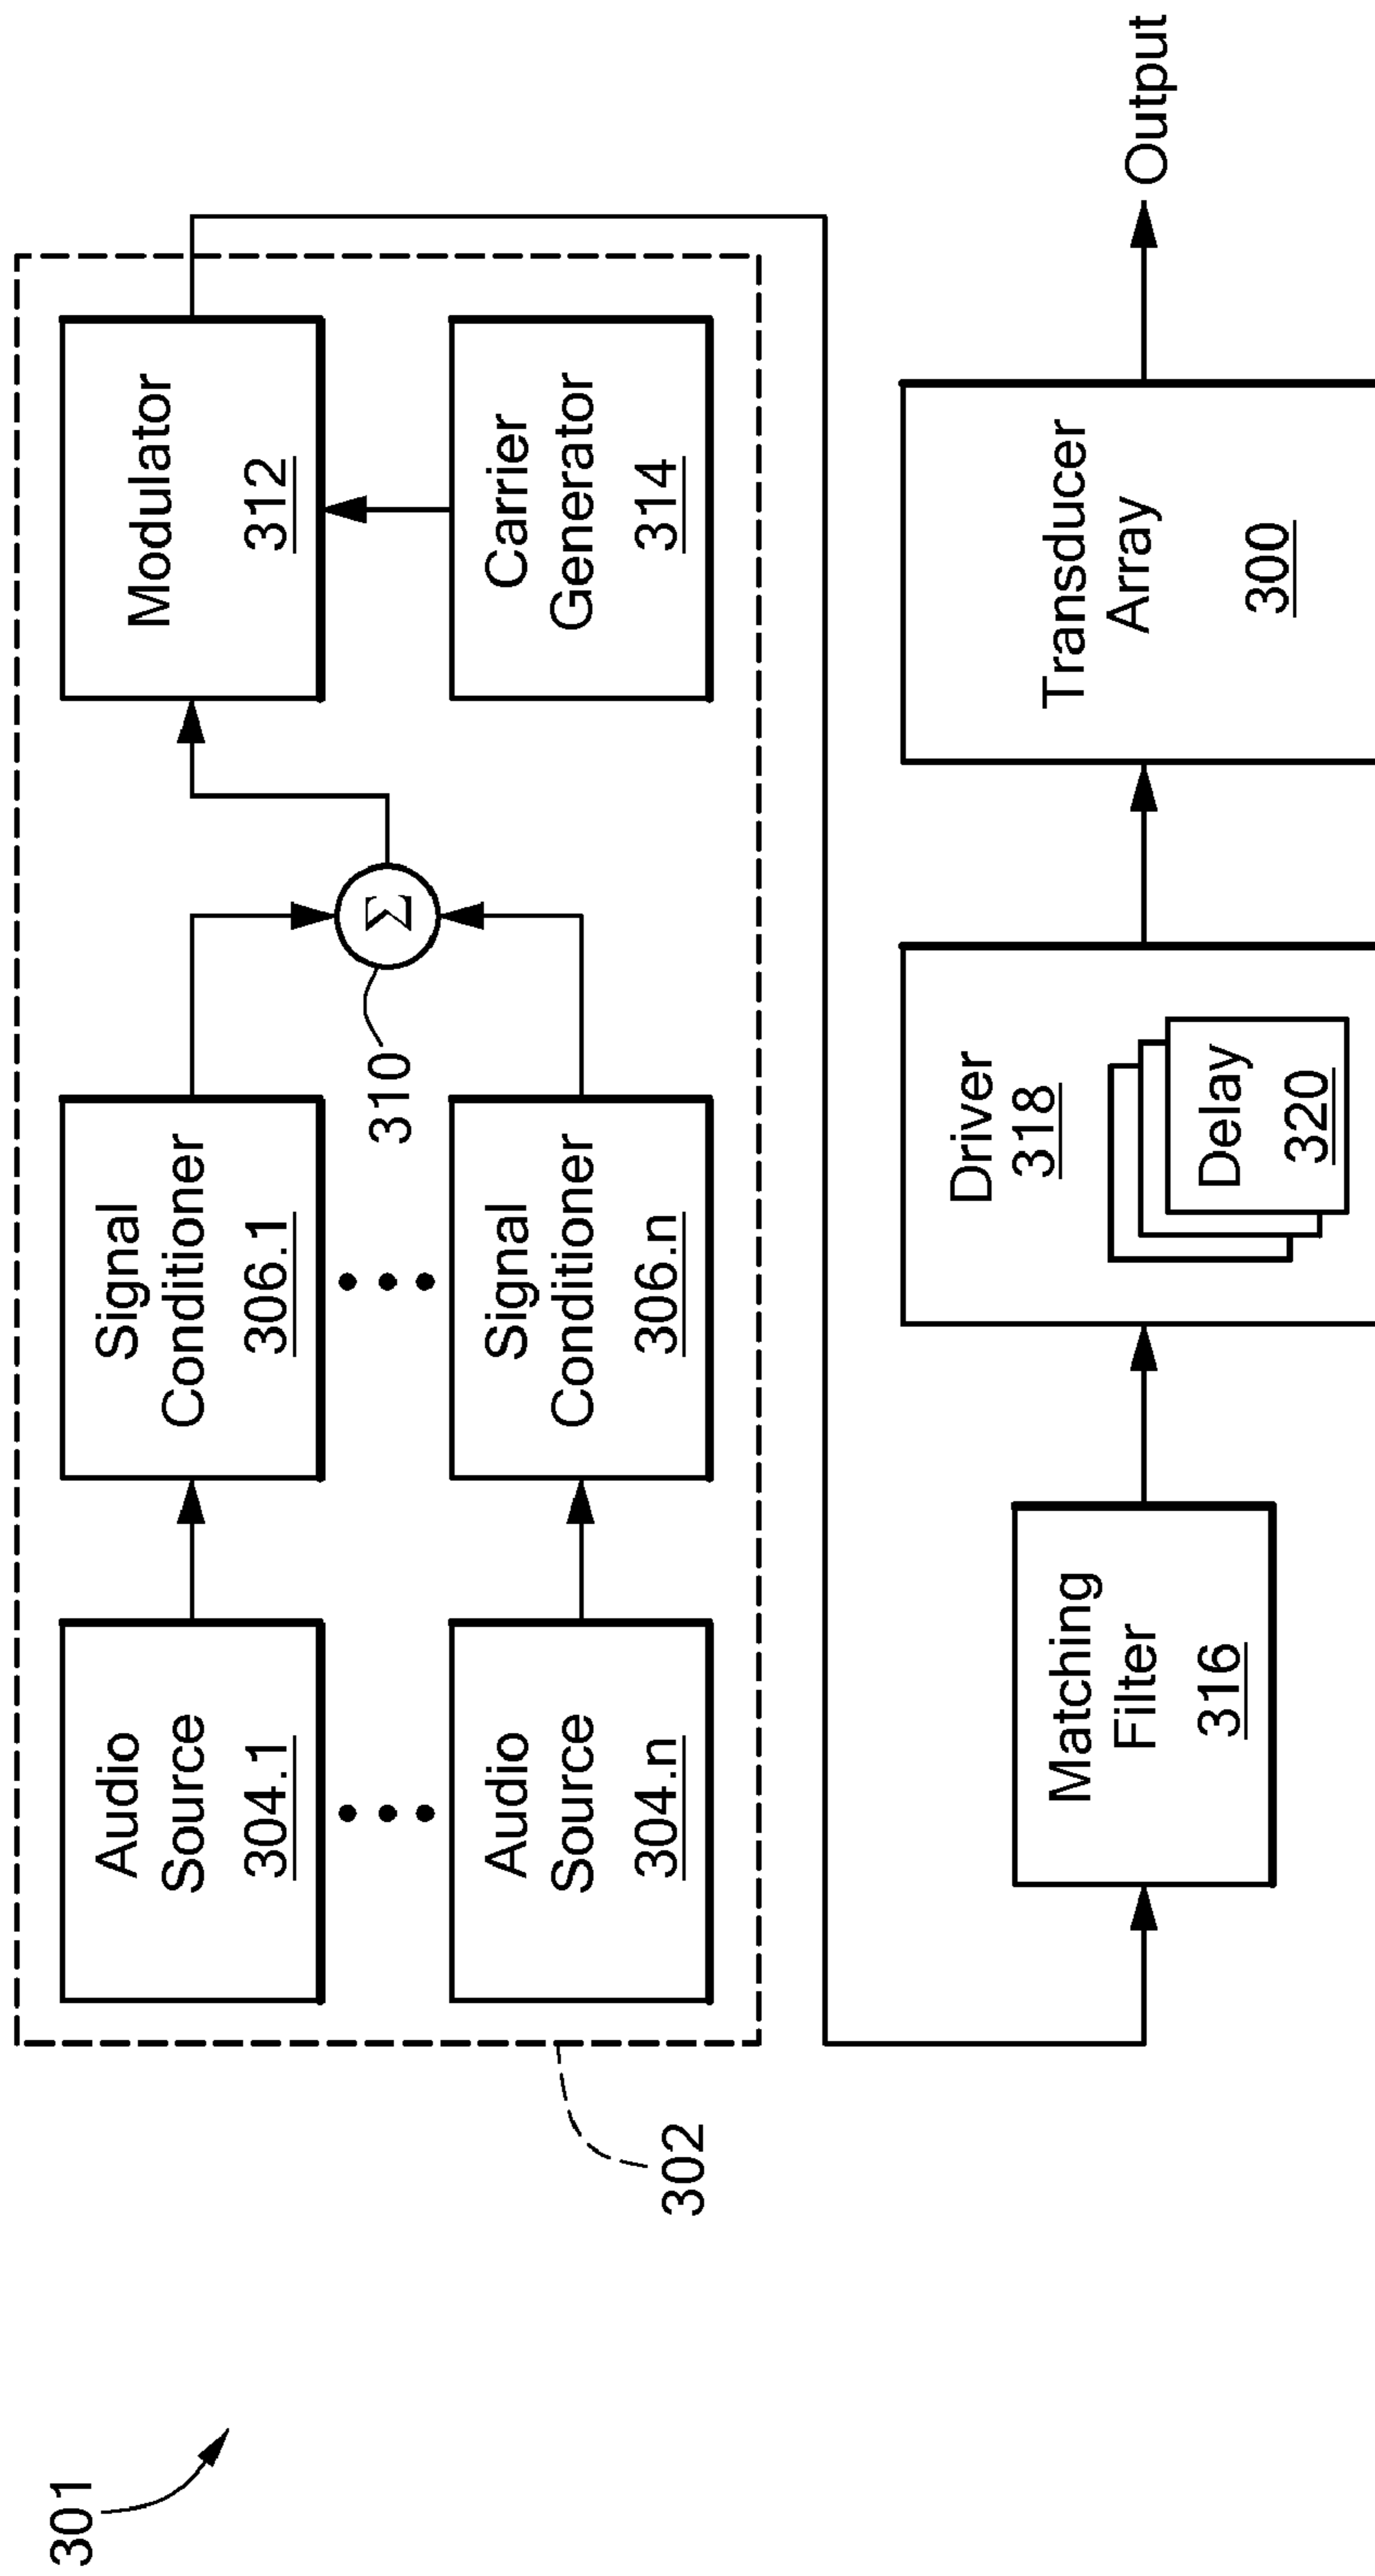 301
302
Audio
Source
304.1
Signal
Conditioner
306.1
Modulator
312
Σ
310
Audio
Source
304.n
Signal
Conditioner
306.n
Carrier
Generator
314
Matching
Filter
316
Driver
318
Delay
320
Transducer
Array
300
Output